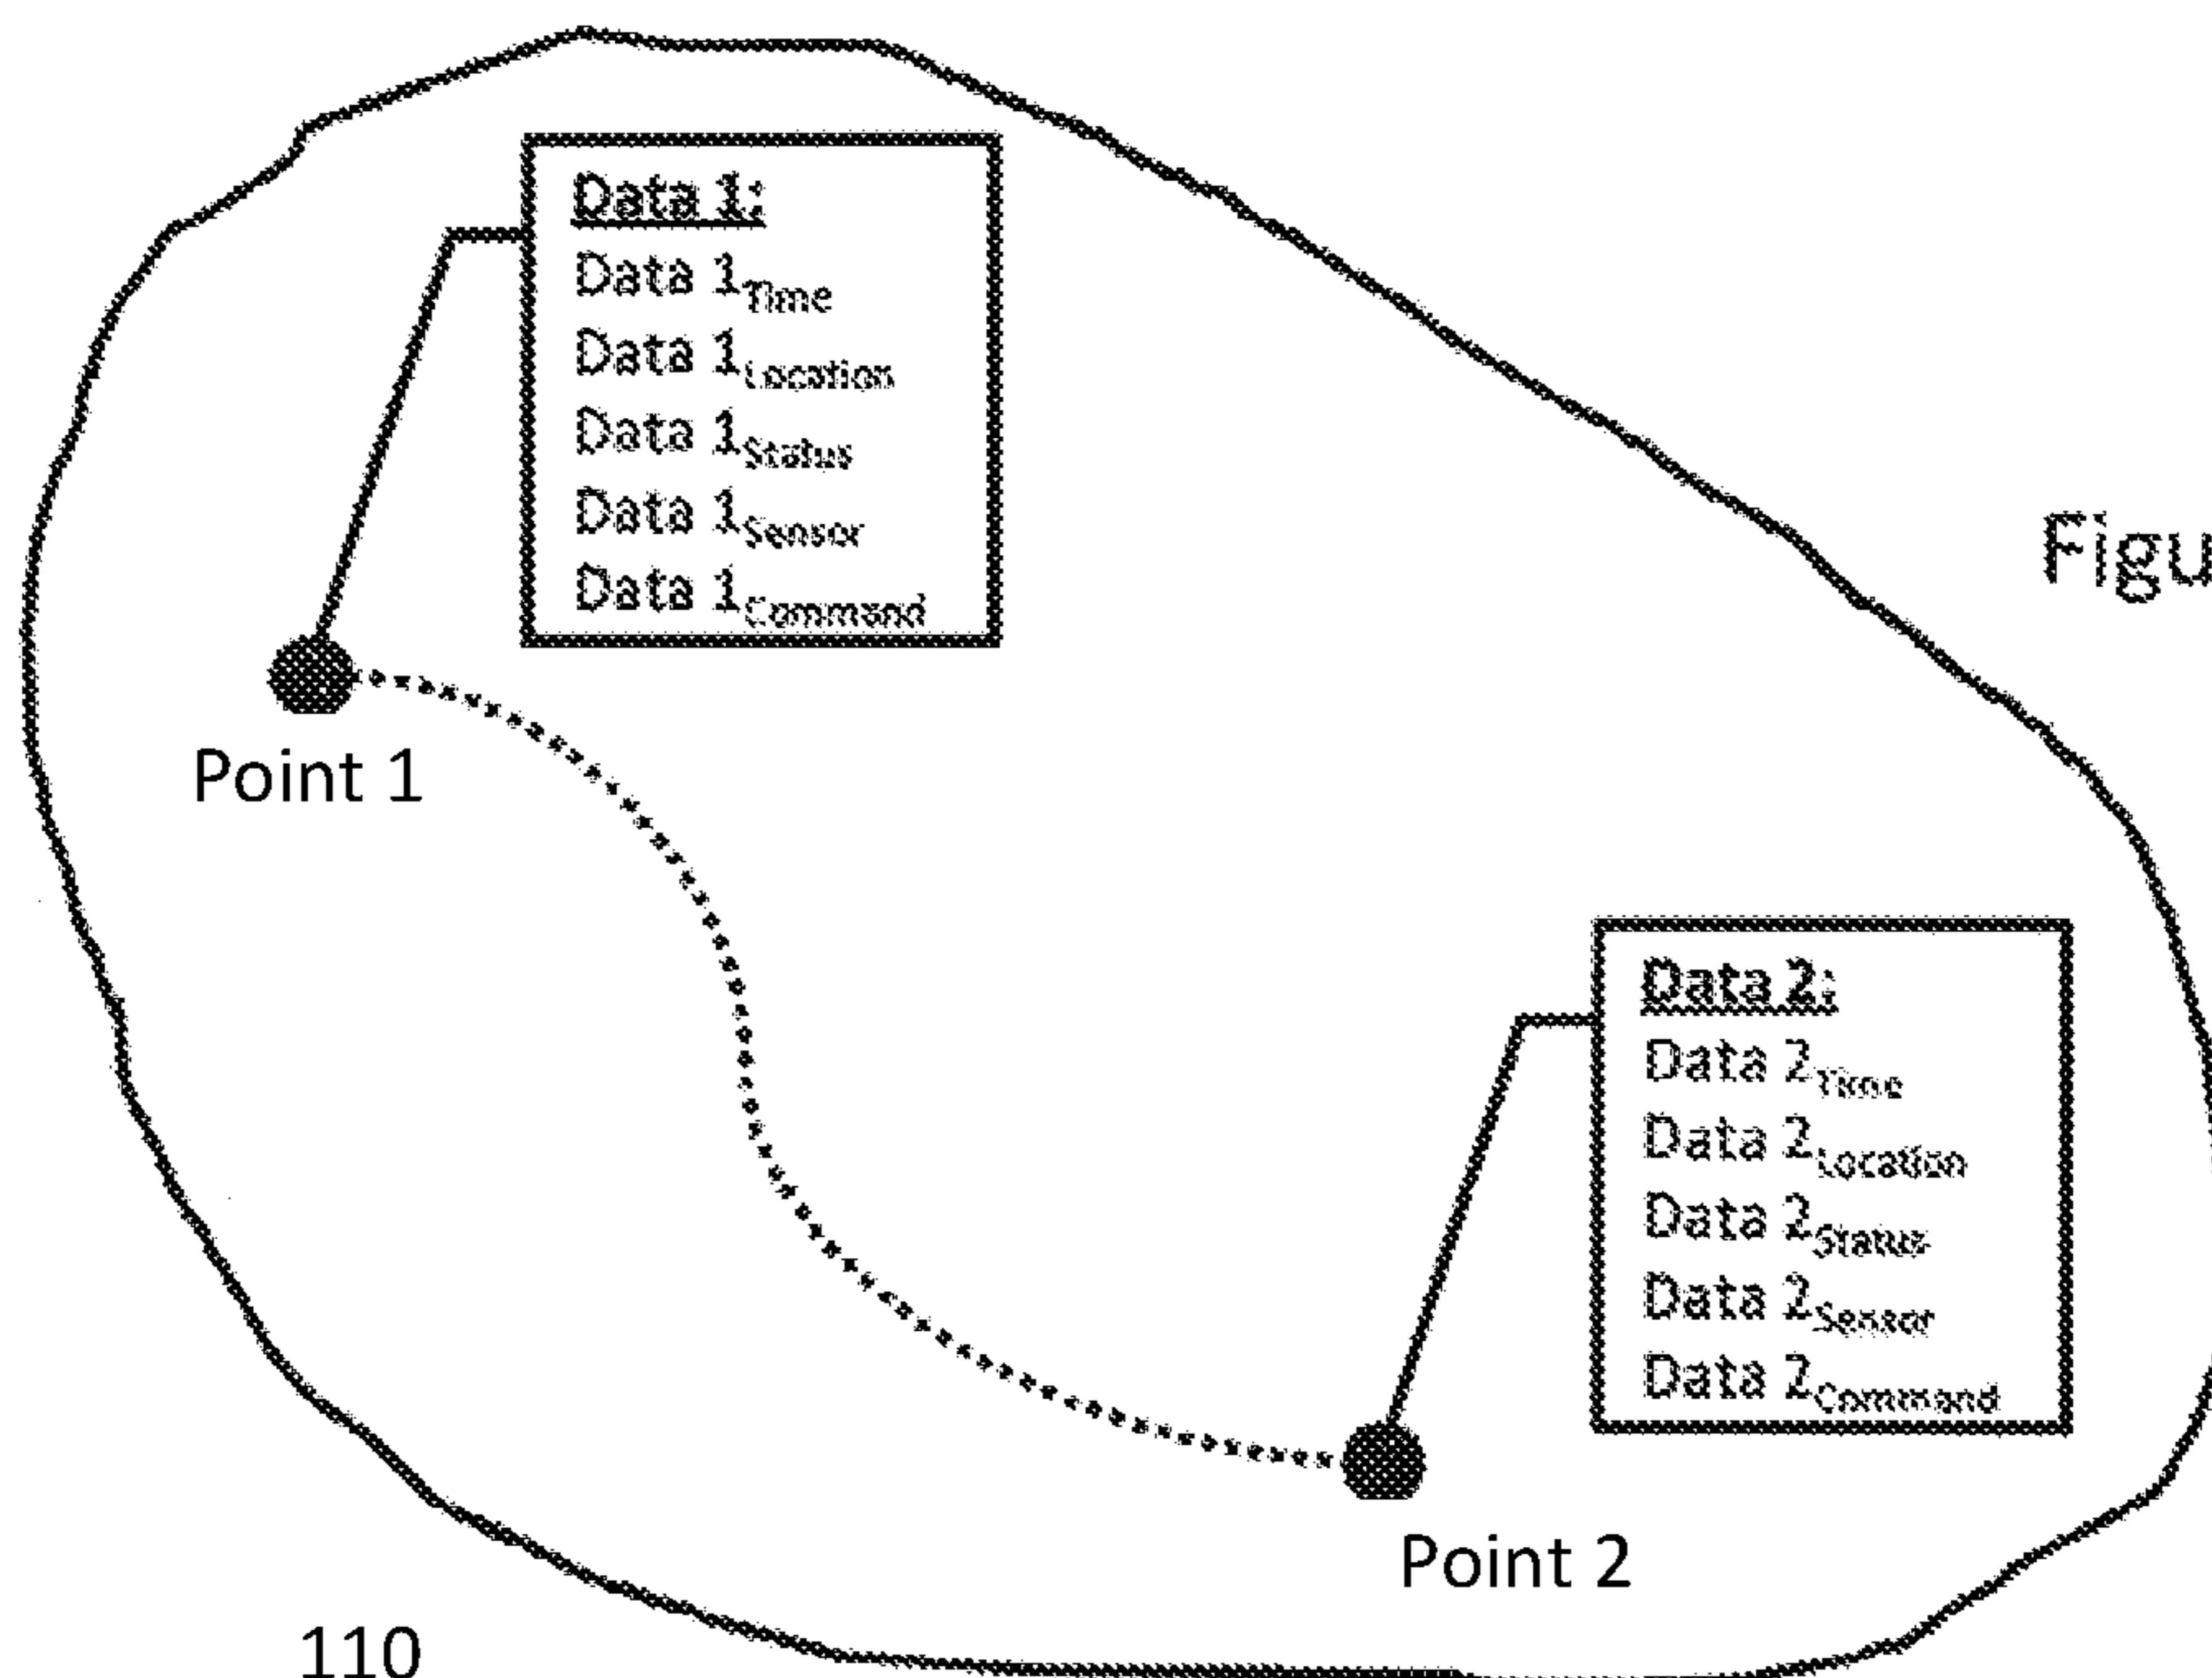 Data 1:
Data 1Time
Data 1Location
Data 1Status
Data 1Sensor
Data 1Command
Figu
Point 1
Data 2:
Data 2Time
Data 2Location
Data 2Status
Data 2Sensor
Data 2Command
Point 2
110